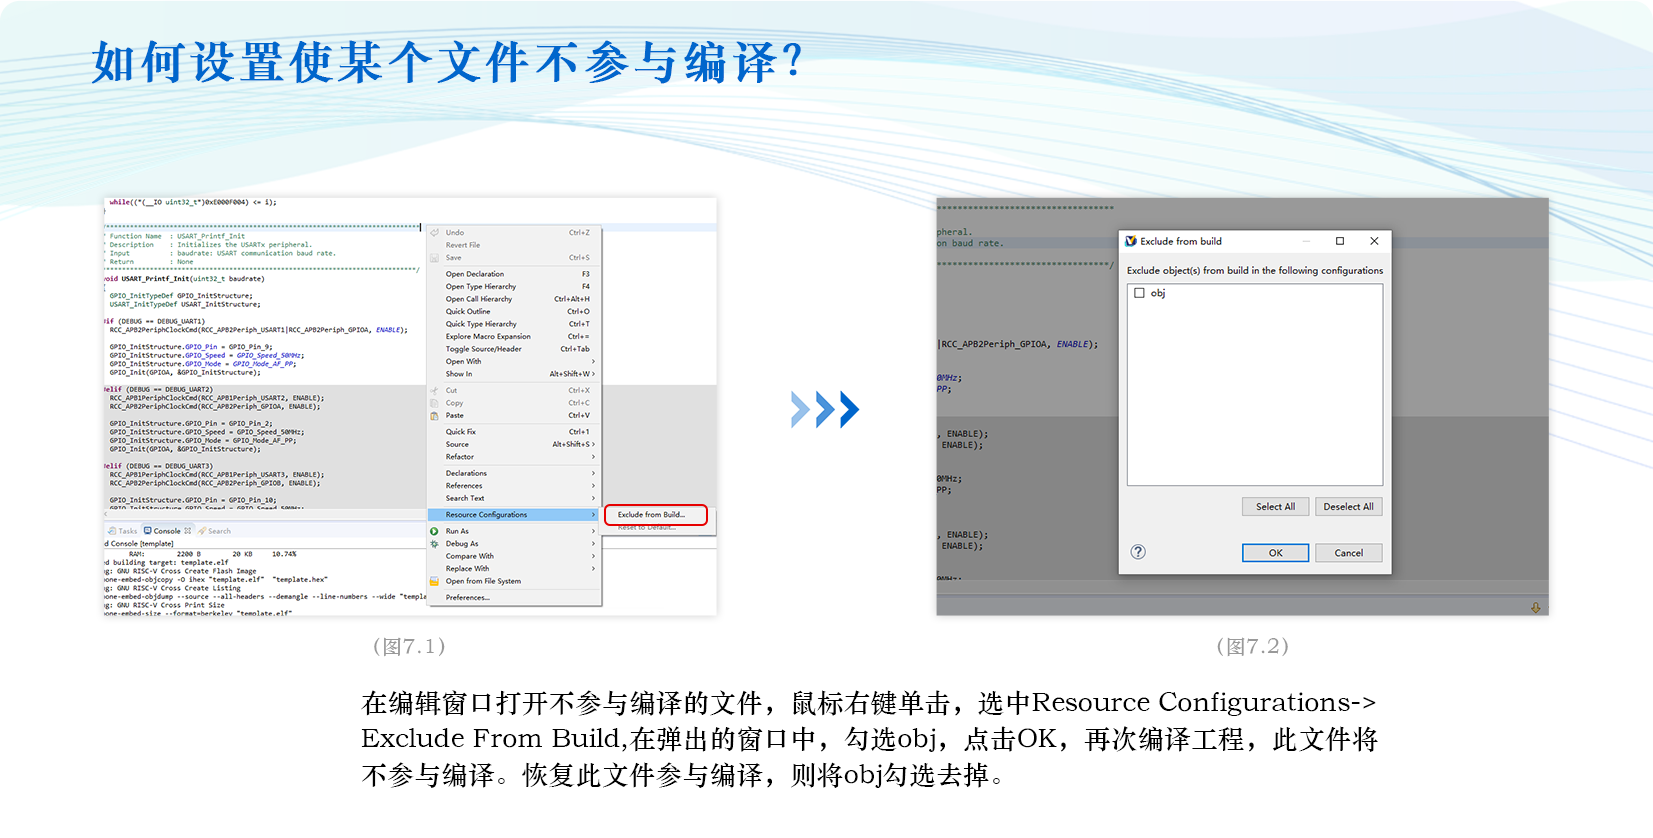 如何设置使某个文件不参与编译？
while((*(__IO uint32_t*)0xE000F004) <= i);
* Function Name  : USART_Printf_Init
* Description    : Initializes the USARTx peripheral.
* Input          : baudrate: USART communication baud rate.
* Return         : None
void USART_Printf_Init(uint32_t baudrate)
{
GPIO_InitTypeDef GPIO_InitStructure;
USART_InitTypeDef USART_InitStructure;
#if (DEBUG == DEBUG_UART1)
RCC_APB2PeriphClockCmd(RCC_APB2Periph_USART1|RCC_APB2Periph_GPIOA, ENABLE);
GPIO_InitStructure.GPIO_Pin = GPIO_Pin_9;
GPIO_InitStructure.GPIO_Speed = GPIO_Speed_50MHz;
GPIO_InitStructure.GPIO_Mode = GPIO_Mode_AF_PP;
GPIO_Init(GPIOA, &GPIO_InitStructure);
#elif (DEBUG == DEBUG_UART2)
RCC_APB1PeriphClockCmd(RCC_APB1Periph_USART2, ENABLE);
RCC_APB2PeriphClockCmd(RCC_APB2Periph_GPIOA, ENABLE);
GPIO_InitStructure.GPIO_Pin = GPIO_Pin_2;
GPIO_InitStructure.GPIO_Speed = GPIO_Speed_50MHz;
GPIO_InitStructure.GPIO_Mode = GPIO_Mode_AF_PP;
GPIO_Init(GPIOA, &GPIO_InitStructure);
#elif (DEBUG == DEBUG_UART3)
RCC_APB1PeriphClockCmd(RCC_APB1Periph_USART3, ENABLE);
RCC_APB2PeriphClockCmd(RCC_APB2Periph_GPIOB, ENABLE);
GPIO_InitStructure.GPIO_Pin = GPIO_Pin_10;
GPIO_InitStructure.GPIO_Speed = GPIO_Speed_50MHz;
Tasks Console Search
d Console [template]
RAM: 2200 B 20 KB 10.74%
d building target: template.elf
ng: GNU RISC-V Cross Create Flash Image
none-embed-objcopy -O ihex "template.elf"  "template.hex"
ng: GNU RISC-V Cross Create Listing
none-embed-objdump --source --all-headers --demangle --line-numbers --wide "templa
ng: GNU RISC-V Cross Print Size
none-embed-size --format=berkeley "template.elf"
Undo Ctrl+Z
Revert File
Save Ctrl+S
Open Declaration F3
Open Type Hierarchy F4
Open Call Hierarchy Ctrl+Alt+H
Quick Outline Ctrl+O
Quick Type Hierarchy Ctrl+T
Explore Macro Expansion Ctrl+=
Toggle Source/Header Ctrl+Tab
Open With
Show In Alt+Shift+W
Cut Ctrl+X
Copy Ctrl+C
Paste Ctrl+V
Quick Fix Ctrl+1
Source Alt+Shift+S
Refactor
Declarations
References
Search Text
Resource Configurations
Run As
Debug As
Compare With
Replace With
Open from File System
Preferences...
Exclude from Build...
Reset to Default...
(图7.1)
pheral.
on baud rate.
|RCC_APB2Periph_GPIOA, ENABLE);
0MHz;
PP;
, ENABLE);
ENABLE);
0MHz;
PP;
, ENABLE);
ENABLE);
0MHz;
Exclude from build
Exclude object(s) from build in the following configurations
obj
Select All
Deselect All
OK
Cancel
(图7.2)
在编辑窗口打开不参与编译的文件，鼠标右键单击，选中Resource Configurations->
Exclude From Build,在弹出的窗口中，勾选obj，点击OK，再次编译工程，此文件将
不参与编译。恢复此文件参与编译，则将obj勾选去掉。